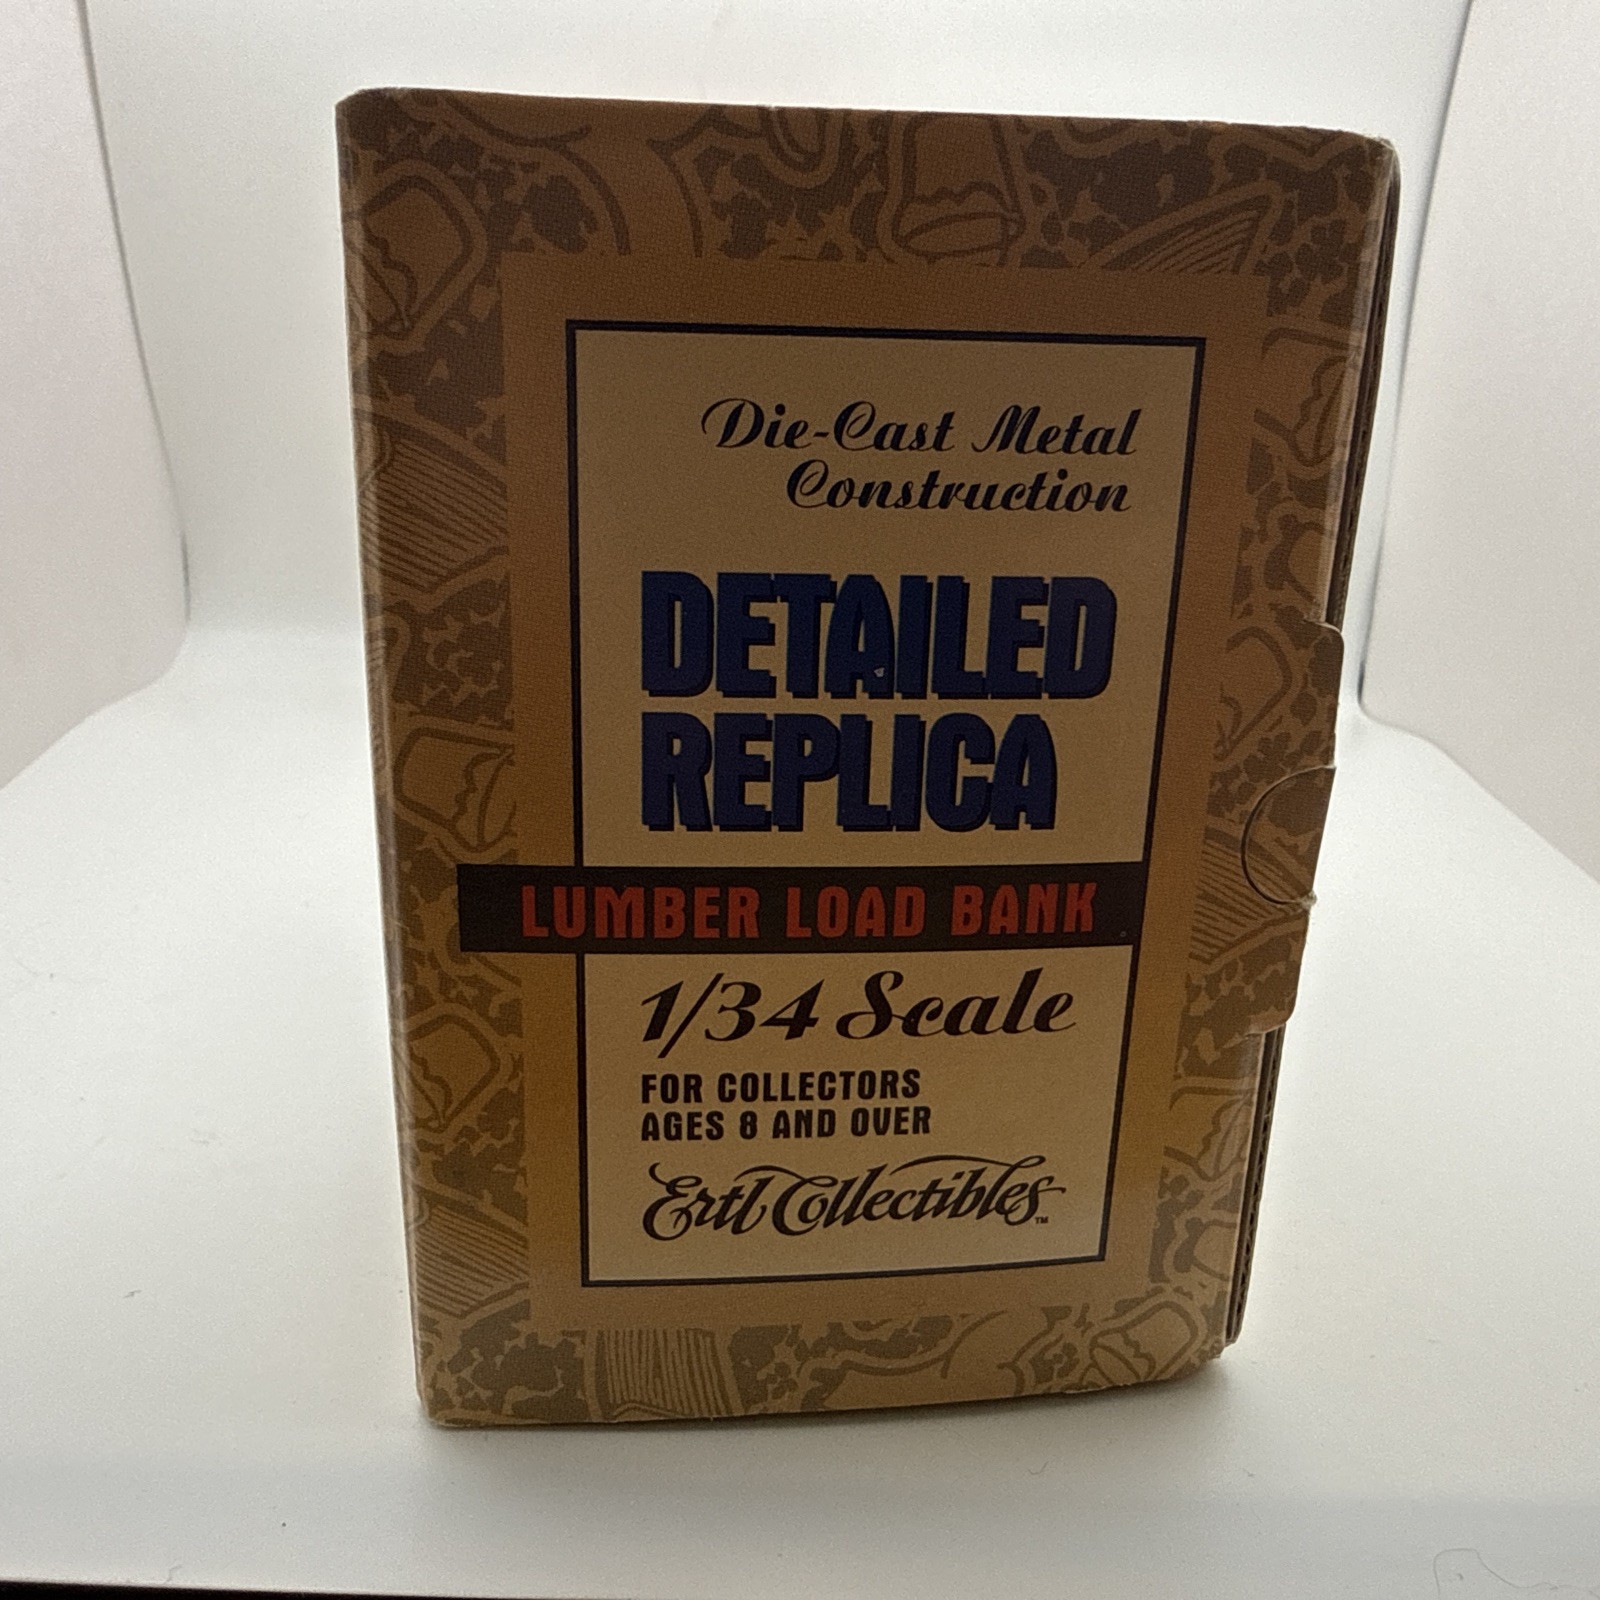 Die-Cast Metal
Construction
DETAILED
REPLICA
LUMBER LOAD BANK
1/34 Scale
FOR COLLECTORS
AGES 8 AND OVER
Ertl Collectibles™